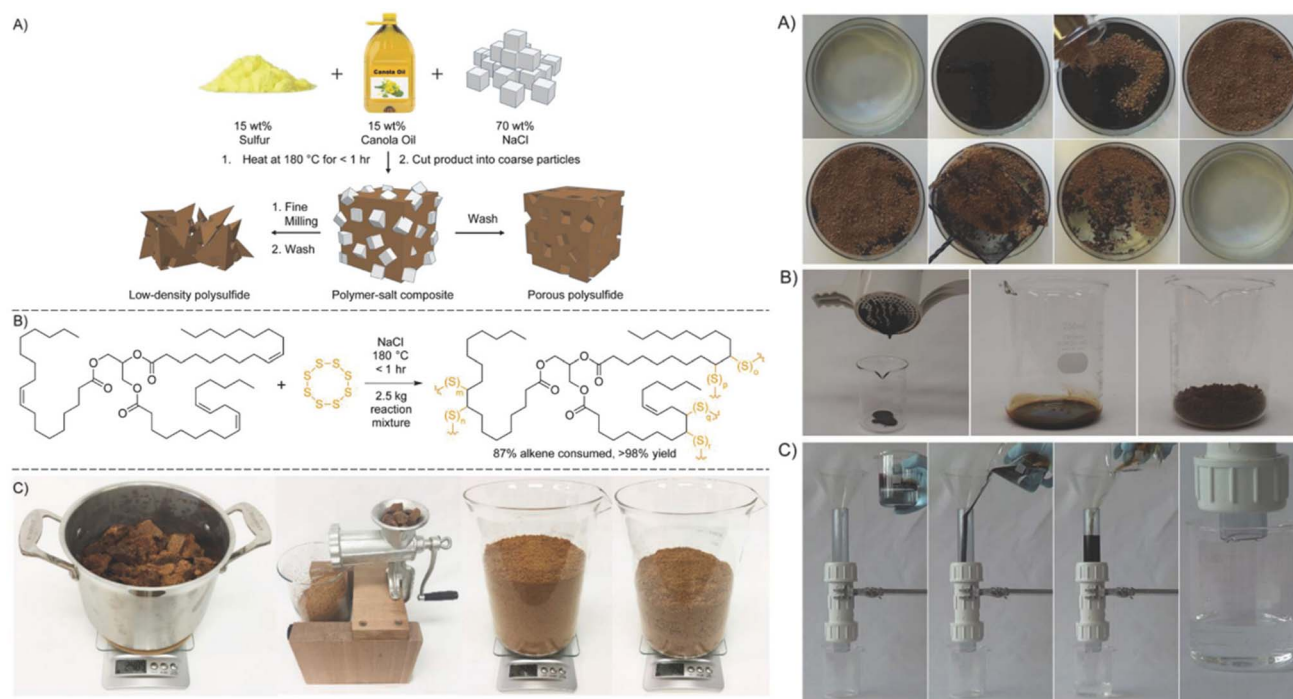 A)
Canola Oil
15 wt%
Sulfur
15 wt%
Canola Oil
70 wt%
NaCl
1. Heat at 180 °C for < 1 hr
2. Cut product into coarse particles
1. Fine
Milling
2. Wash
Wash
Low-density polysulfide
Polymer-salt composite
Porous polysulfide
B)
O
O
O
O
O
O
+
S
S
S
S
S
S
S
S
NaCl
180 °C
< 1 hr
2.5 kg
reaction
mixture
O
O
O
O
O
O
(S)m
(S)n
(S)o
(S)p
(S)q
(S)r
87% alkene consumed, >98% yield
C)
A)
B)
C)